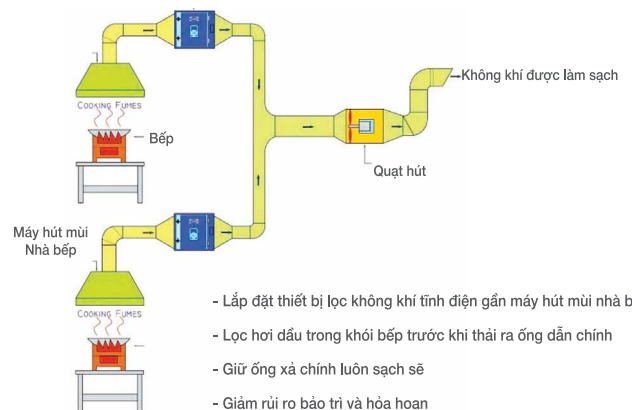 COOKING FUMES
Bếp
Không khí được làm sạch
Quạt hút
Máy hút mùi
Nhà bếp
COOKING FUMES
- Lắp đặt thiết bị lọc không khí tĩnh điện gần máy hút mùi nhà b
- Lọc hơi dầu trong khói bếp trước khi thải ra ống dẫn chính
- Giữ ống xả chính luôn sạch sẽ
- Giảm rủi ro bảo trì và hỏa hoạn